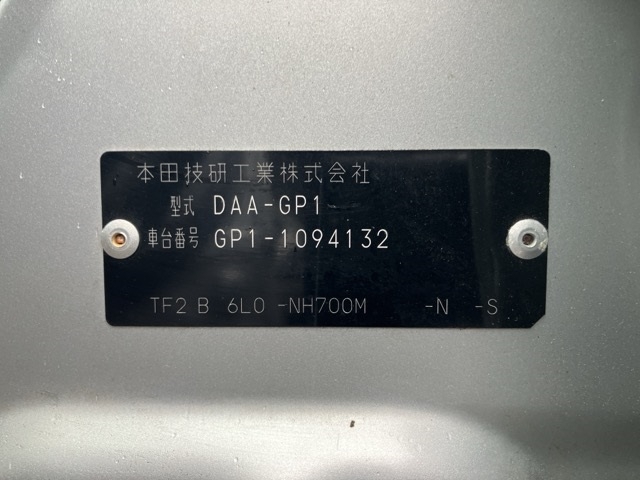 本田技研工業株式会社
型式 DAA-GP1
車台番号 GP1-1094132
TF2 B 6L0 -NH700M -N -S